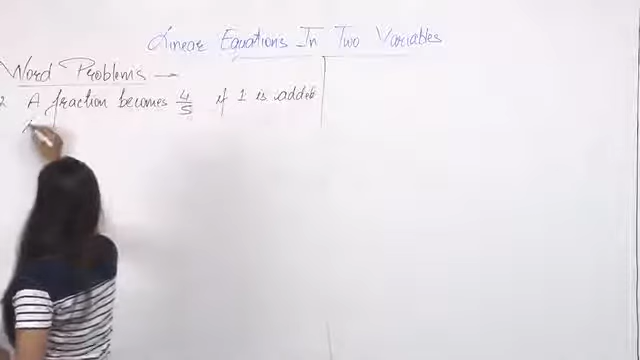 Linear Equations In Two Variables
Word Problems —
2 A fraction becomes 4/5 if 1 is added